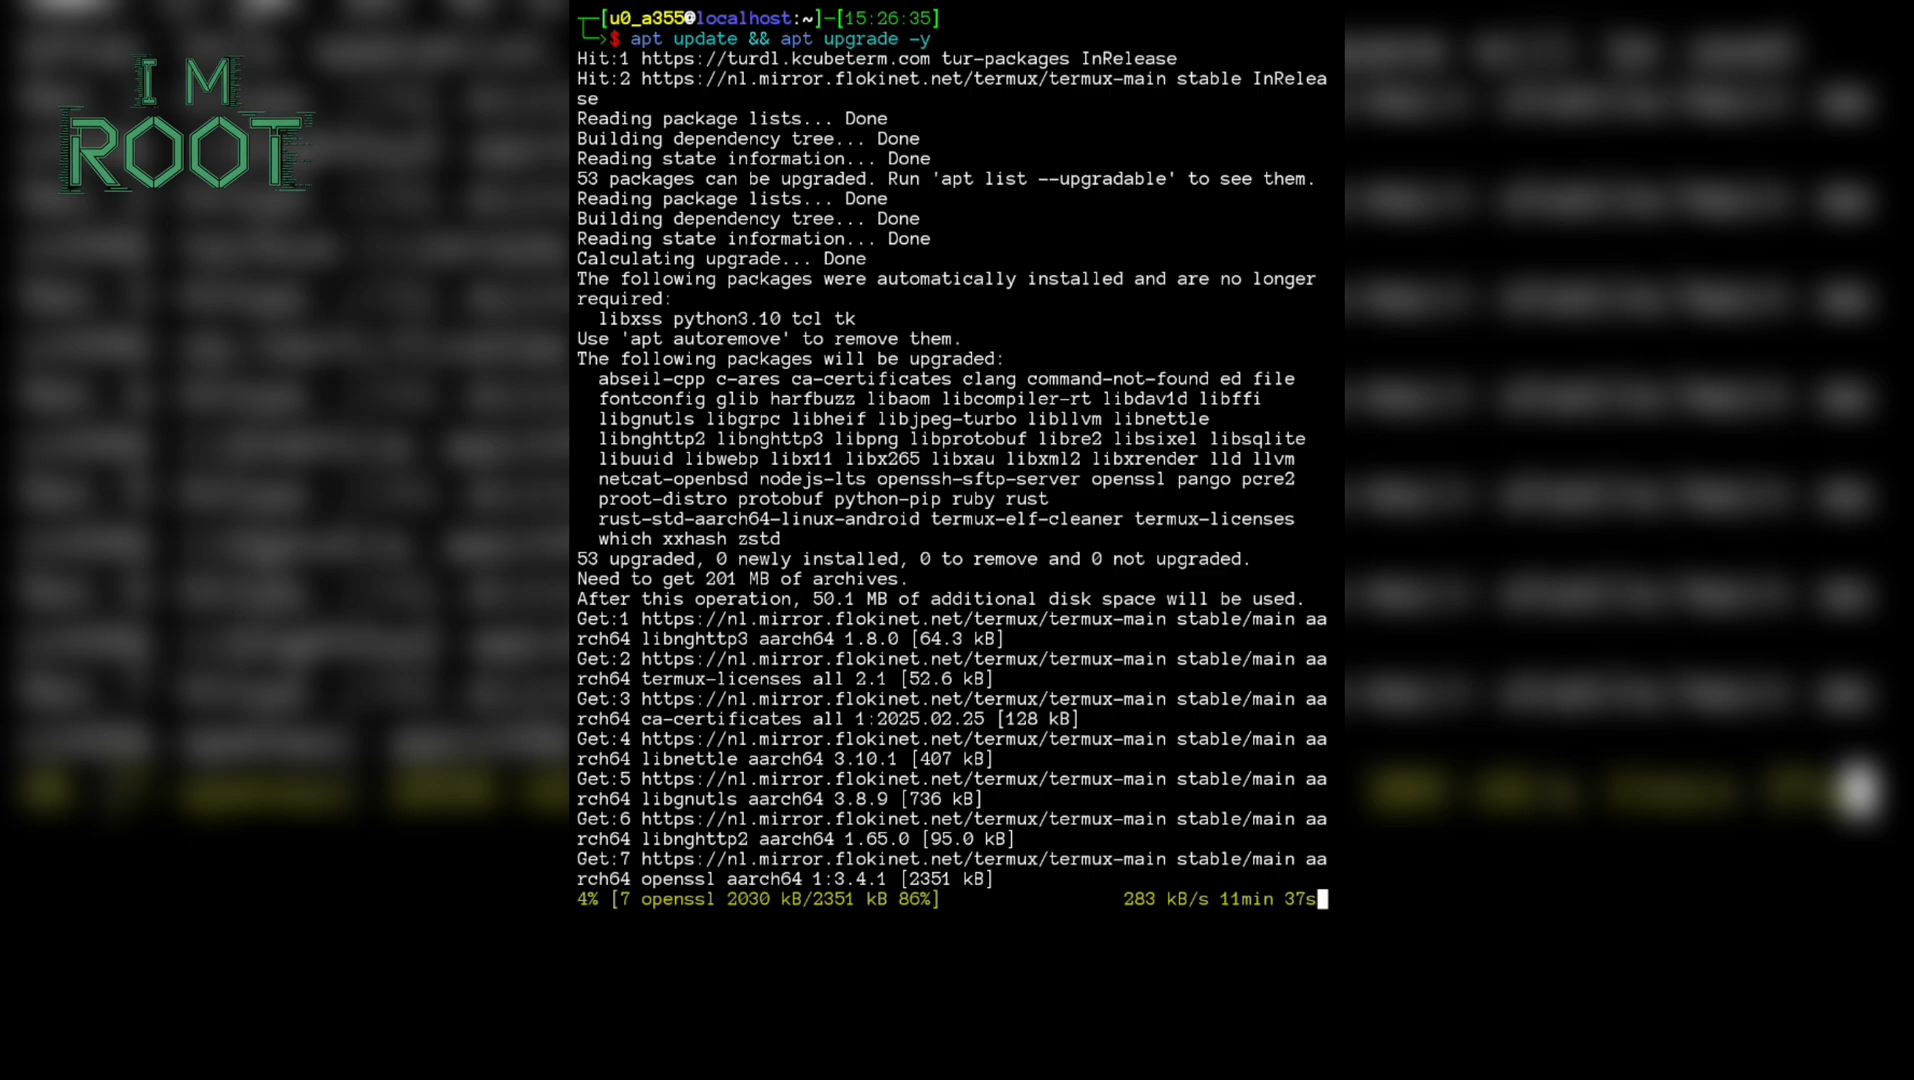 I M
ROOT
[u0_a355@localhost:~]-[15:26:35]
$ apt update && apt upgrade -y
Hit:1 https://turdl.kcubeterm.com tur-packages InRelease
Hit:2 https://nl.mirror.flokinet.net/termux/termux-main stable InRelea
se
Reading package lists... Done
Building dependency tree... Done
Reading state information... Done
53 packages can be upgraded. Run 'apt list --upgradable' to see them.
Reading package lists... Done
Building dependency tree... Done
Reading state information... Done
Calculating upgrade... Done
The following packages were automatically installed and are no longer
required:
libxss python3.10 tcl tk
Use 'apt autoremove' to remove them.
The following packages will be upgraded:
abseil-cpp c-ares ca-certificates clang command-not-found ed file
fontconfig glib harfbuzz libaom libcompiler-rt libdav1d libffi
libgnutls libgrpc libheif libjpeg-turbo libllvm libnettle
libnghttp2 libnghttp3 libpng libprotobuf libre2 libsixel libsqlite
libuuid libwebp libx11 libx265 libxau libxml2 libxrender lld llvm
netcat-openbsd nodejs-lts openssh-sftp-server openssl pango pcre2
proot-distro protobuf python-pip ruby rust
rust-std-aarch64-linux-android termux-elf-cleaner termux-licenses
which xxhash zstd
53 upgraded, 0 newly installed, 0 to remove and 0 not upgraded.
Need to get 201 MB of archives.
After this operation, 50.1 MB of additional disk space will be used.
Get:1 https://nl.mirror.flokinet.net/termux/termux-main stable/main aa
rch64 libnghttp3 aarch64 1.8.0 [64.3 kB]
Get:2 https://nl.mirror.flokinet.net/termux/termux-main stable/main aa
rch64 termux-licenses all 2.1 [52.6 kB]
Get:3 https://nl.mirror.flokinet.net/termux/termux-main stable/main aa
rch64 ca-certificates all 1:2025.02.25 [128 kB]
Get:4 https://nl.mirror.flokinet.net/termux/termux-main stable/main aa
rch64 libnettle aarch64 3.10.1 [407 kB]
Get:5 https://nl.mirror.flokinet.net/termux/termux-main stable/main aa
rch64 libgnutls aarch64 3.8.9 [736 kB]
Get:6 https://nl.mirror.flokinet.net/termux/termux-main stable/main aa
rch64 libnghttp2 aarch64 1.65.0 [95.0 kB]
Get:7 https://nl.mirror.flokinet.net/termux/termux-main stable/main aa
rch64 openssl aarch64 1:3.4.1 [2351 kB]
4% [7 openssl 2030 kB/2351 kB 86%] 283 kB/s 11min 37s